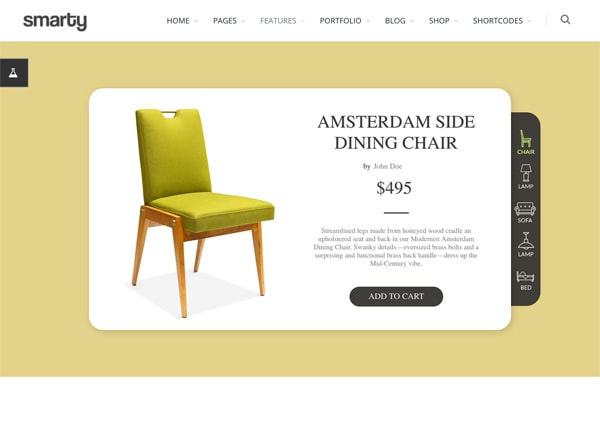 smarty
HOME PAGES FEATURES PORTFOLIO BLOG SHOP SHORTCODES
AMSTERDAM SIDE
DINING CHAIR
by John Doe
$495
Streamlined legs made from honeyed wood cradle an
upholstered seat and back in our Modernist Amsterdam
Dining Chair. Swanky details—oversized brass bolts and a
surprising and functional brass back handle—dress up the
Mid-Century vibe.
ADD TO CART
CHAIR
LAMP
SOFA
LAMP
BED